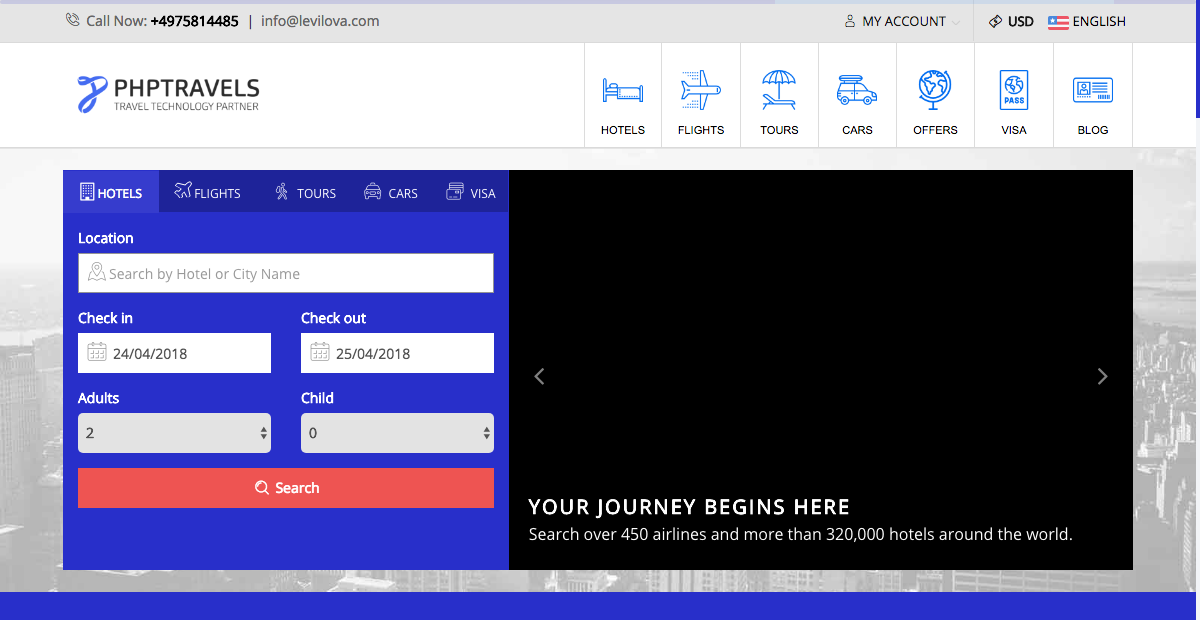 Call Now: +4975814485 | info@levilova.com
MY ACCOUNT
USD
ENGLISH
PHPTRAVELS
TRAVEL TECHNOLOGY PARTNER
HOTELS
FLIGHTS
TOURS
CARS
OFFERS
PASS
VISA
BLOG
HOTELS
FLIGHTS
TOURS
CARS
VISA
Location
Search by Hotel or City Name
Check in
Check out
24/04/2018
25/04/2018
Adults
Child
2
0
Search
YOUR JOURNEY BEGINS HERE
Search over 450 airlines and more than 320,000 hotels around the world.